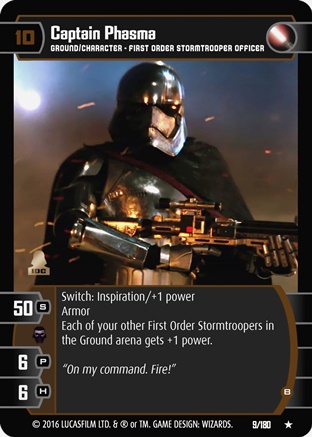 10
Captain Phasma
GROUND/CHARACTER - FIRST ORDER STORMTROOPER OFFICER
IDC
50 S
6 P
6 H
Switch: Inspiration/+1 power
Armor
Each of your other First Order Stormtroopers in
the Ground arena gets +1 power.
"On my command. Fire!"
B
© 2016 LUCASFILM LTD. & ® or TM. GAME DESIGN: WIZARDS.
9/180